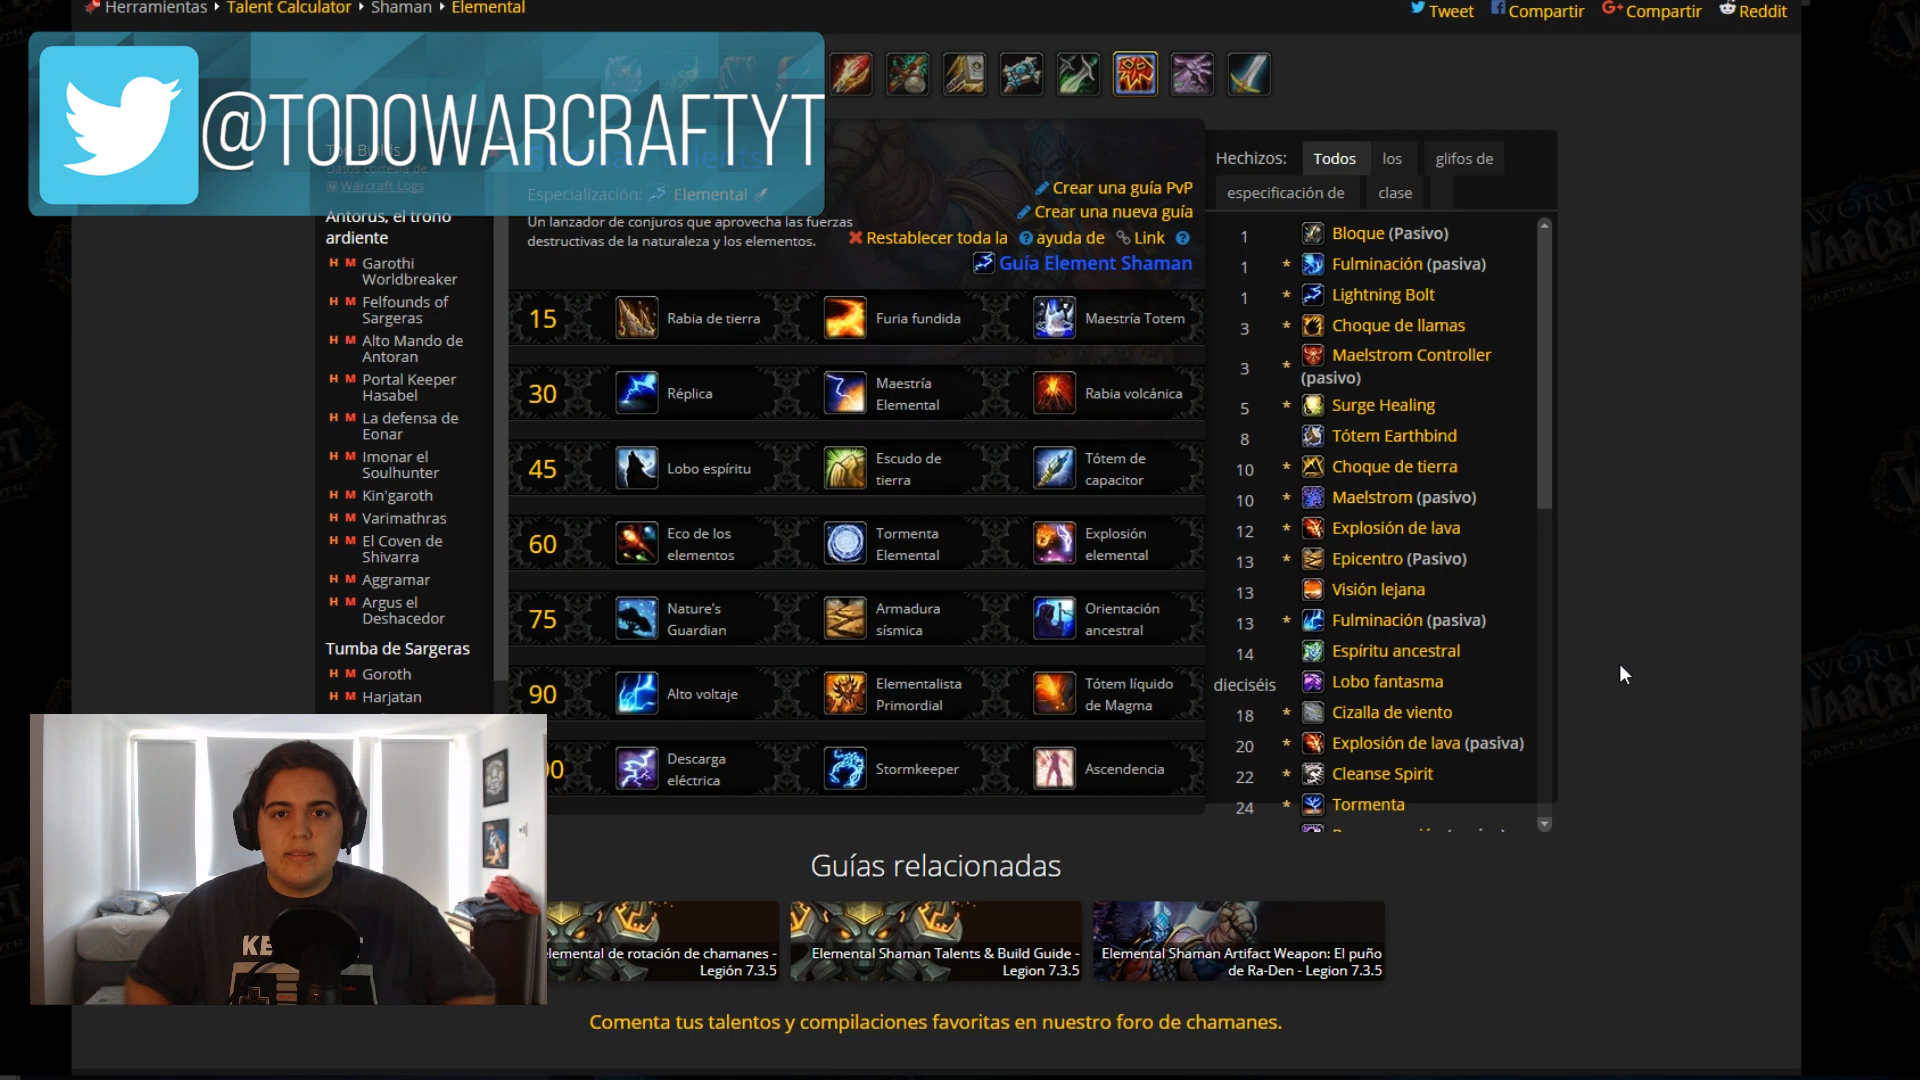 Herramientas ‣ Talent Calculator ‣ Shaman ‣ Elemental
Tweet Compartir Compartir Reddit
@TODOWARCRAFTYT
Top Builds
Datos cortesía de
Warcraft Logs
Antorus, el trono
ardiente
H M Garothi
Worldbreaker
H M Felfounds of
Sargeras
H M Alto Mando de
Antoran
H M Portal Keeper
Hasabel
H M La defensa de
Eonar
H M Imonar el
Soulhunter
H M Kin'garoth
H M Varimathras
H M El Coven de
Shivarra
H M Aggramar
H M Argus el
Deshacedor
Tumba de Sargeras
H M Goroth
H M Harjatan
Especialización: Elemental
Un lanzador de conjuros que aprovecha las fuerzas
destructivas de la naturaleza y los elementos.
Crear una guía PvP
Crear una nueva guía
Restablecer toda la ayuda de Link
Guía Element Shaman
15 Rabia de tierra Furia fundida Maestría Totem
30 Réplica Maestría Elemental Rabia volcánica
45 Lobo espíritu Escudo de tierra Tótem de capacitor
60 Eco de los elementos Tormenta Elemental Explosión elemental
75 Nature's Guardian Armadura sísmica Orientación ancestral
90 Alto voltaje Elementalista Primordial Tótem líquido de Magma
00 Descarga eléctrica Stormkeeper Ascendencia
Hechizos: Todos los glifos de
especificación de clase
1 Bloque (Pasivo)
1 * Fulminación (pasiva)
1 * Lightning Bolt
3 * Choque de llamas
3 * Maelstrom Controller
(pasivo)
5 * Surge Healing
8 Tótem Earthbind
10 * Choque de tierra
10 * Maelstrom (pasivo)
12 * Explosión de lava
13 * Epicentro (Pasivo)
13 Visión lejana
13 * Fulminación (pasiva)
14 Espíritu ancestral
dieciséis Lobo fantasma
18 * Cizalla de viento
20 * Explosión de lava (pasiva)
22 * Cleanse Spirit
24 * Tormenta
Guías relacionadas
elemental de rotación de chamanes -
Legión 7.3.5
Elemental Shaman Talents & Build Guide -
Legion 7.3.5
Elemental Shaman Artifact Weapon: El puño
de Ra-Den - Legion 7.3.5
Comenta tus talentos y compilaciones favoritas en nuestro foro de chamanes.